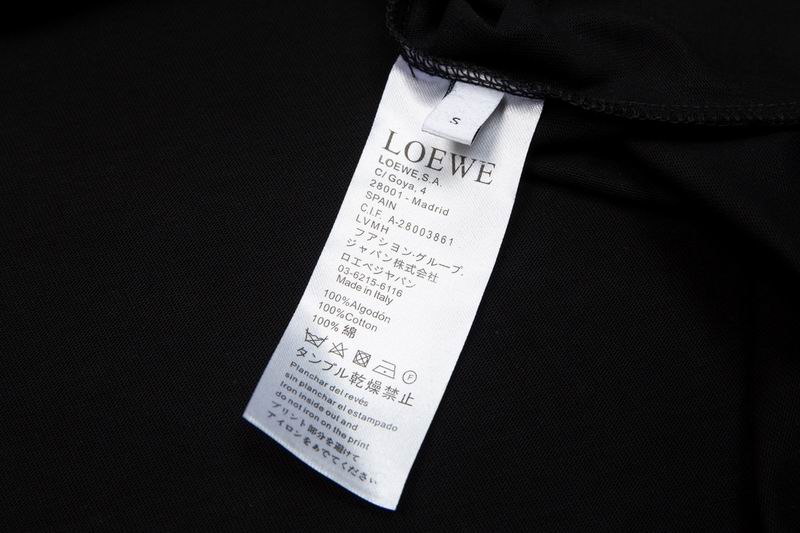 S
LOEWE
LOEWE,S.A.
C/ Goya, 4
28001 - Madrid
SPAIN
C.I.F. A-28003861
LVMH
フアシヨン·グループ.
ジャパン株式会社
ロエベジャパン
03-6215-6116
Made in Italy
100%Algodón
100%Cotton
100% 綿
F
タンブル乾燥禁止
Planchar del revés
sin planchar el estampado
Iron inside out and
do not iron on the print
プリント部分を避けて
アイロンをあでてください